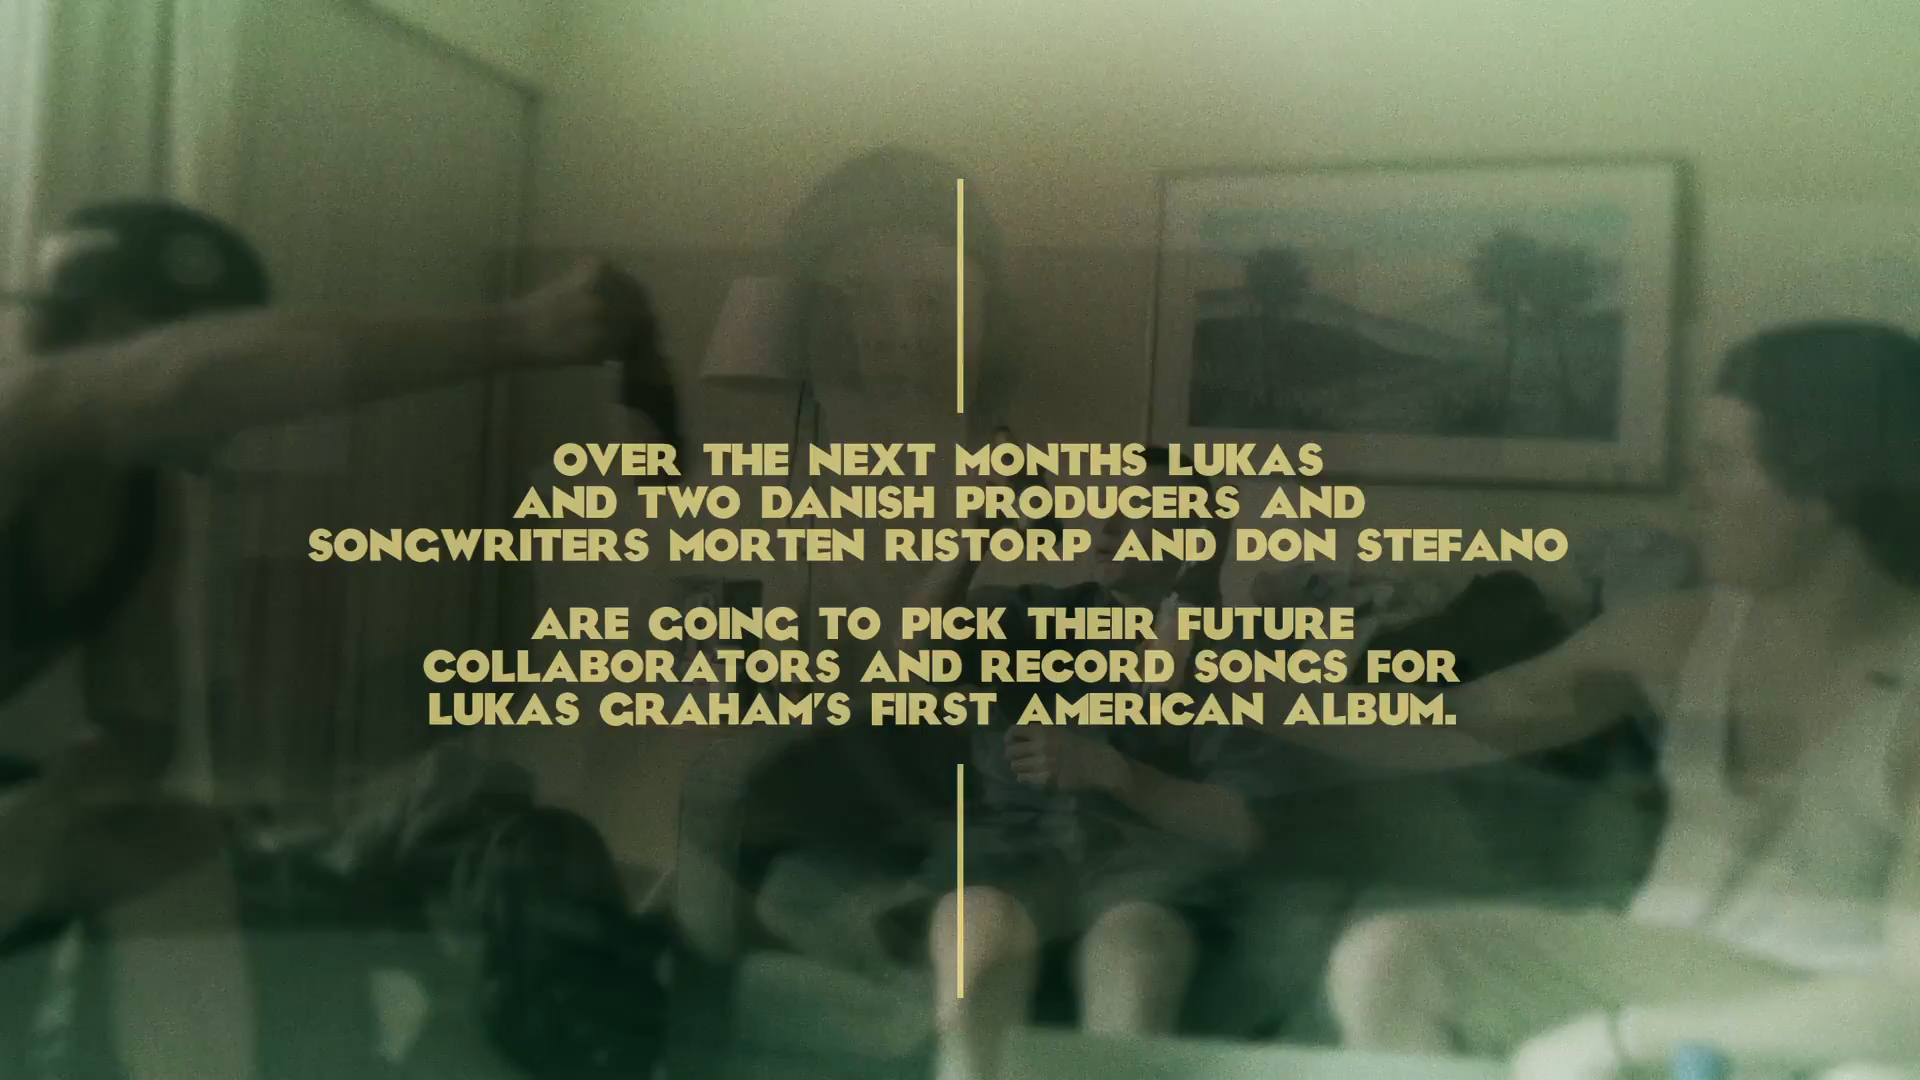 OVER THE NEXT MONTHS LUKAS
AND TWO DANISH PRODUCERS AND
SONGWRITERS MORTEN RISTORP AND DON STEFANO
ARE GOING TO PICK THEIR FUTURE
COLLABORATORS AND RECORD SONGS FOR
LUKAS GRAHAM'S FIRST AMERICAN ALBUM.